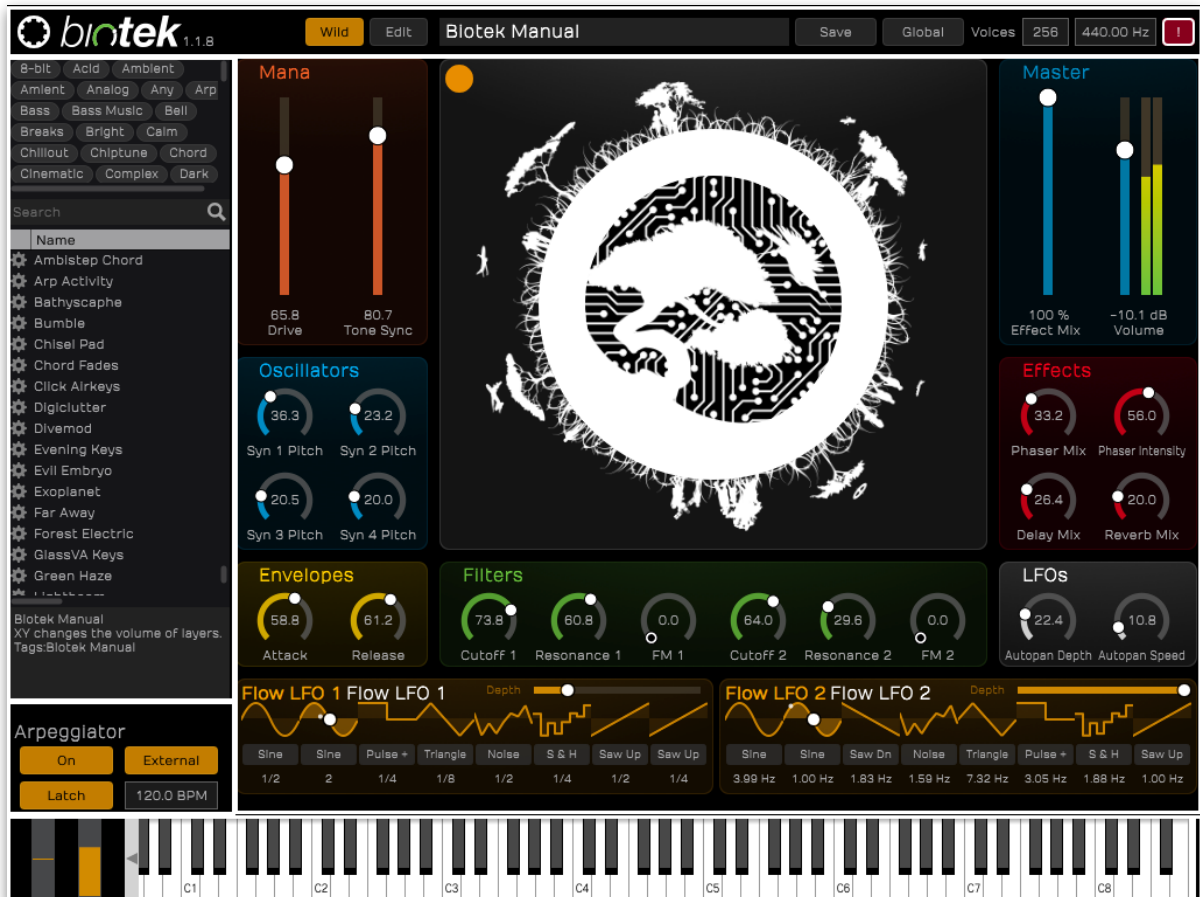 biotek 1.1.8
Wild Edit Biotek Manual Save Global Voices 256 440.00 Hz !
8-bit Acid Ambient
Amient Analog Any Arp
Bass Bass Music Bell
Breaks Bright Calm
Chillout Chiptune Chord
Cinematic Complex Dark
Search
Name
Ambistep Chord
Arp Activity
Bathyscaphe
Bumble
Chisel Pad
Chord Fades
Click Airkeys
Digiclutter
Divemod
Evening Keys
Evil Embryo
Exoplanet
Far Away
Forest Electric
GlassVA Keys
Green Haze
Biotek Manual
XY changes the volume of layers.
Tags:Biotek Manual
Arpeggiator
On External
Latch 120.0 BPM
Mana
65.8 80.7
Drive Tone Sync
Master
100 % -10.1 dB
Effect Mix Volume
Oscillators
36.3 23.2
Syn 1 Pitch Syn 2 Pitch
20.5 20.0
Syn 3 Pitch Syn 4 Pitch
Effects
33.2 56.0
Phaser Mix Phaser Intensity
26.4 20.0
Delay Mix Reverb Mix
Envelopes
58.8 61.2
Attack Release
Filters
73.8 60.8 0.0 64.0 29.6 0.0
Cutoff 1 Resonance 1 FM 1 Cutoff 2 Resonance 2 FM 2
LFOs
22.4 10.8
Autopan Depth Autopan Speed
Flow LFO 1 Flow LFO 1 Depth
Sine Sine Pulse + Triangle Noise S & H Saw Up Saw Up
1/2 2 1/4 1/8 1/2 1/4 1/2 1/4
Flow LFO 2 Flow LFO 2 Depth
Sine Sine Saw Dn Noise Triangle Pulse + S & H Saw Up
3.99 Hz 1.00 Hz 1.83 Hz 1.59 Hz 7.32 Hz 3.05 Hz 1.88 Hz 1.00 Hz
C1 C2 C3 C4 C5 C6 C7 C8